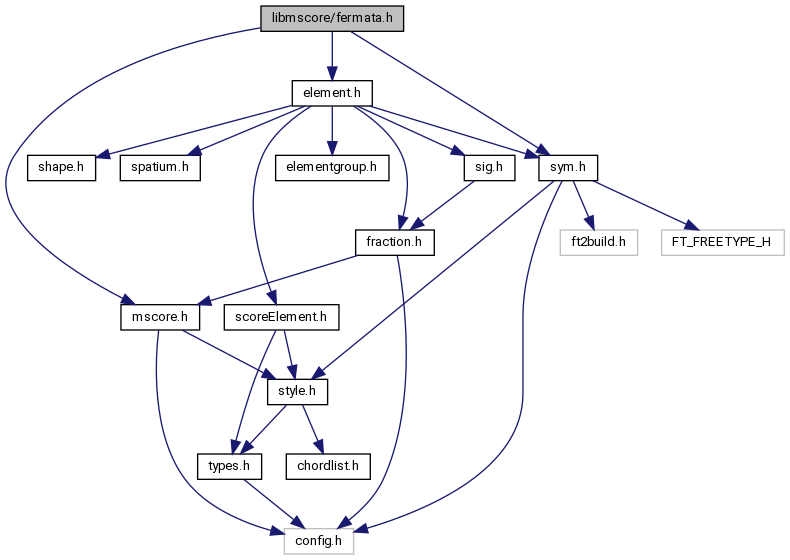 libmscore/fermata.h
element.h
shape.h
spatium.h
elementgroup.h
sig.h
sym.h
fraction.h
ft2build.h
FT_FREETYPE_H
mscore.h
scoreElement.h
style.h
types.h
chordlist.h
config.h